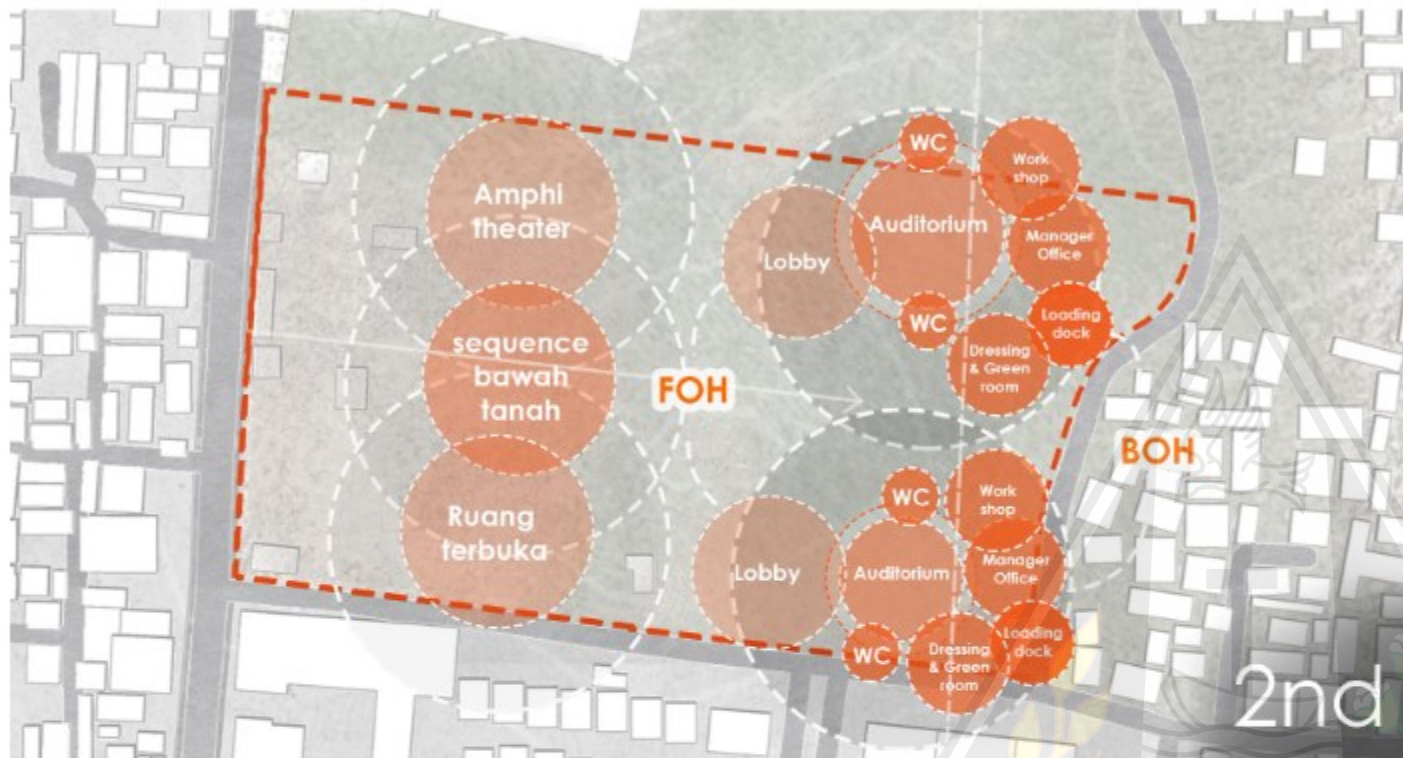 Amphi
theater
sequence
bawah
tanah
Ruang
terbuka
FOH
WC
Work
shop
Auditorium
Lobby
Manager
Office
WC
Loading
dock
Dressing
& Green
room
BOH
WC
Work
shop
Lobby
Auditorium
Manager
Office
WC
Dressing
& Green
room
Loading
dock
2nd